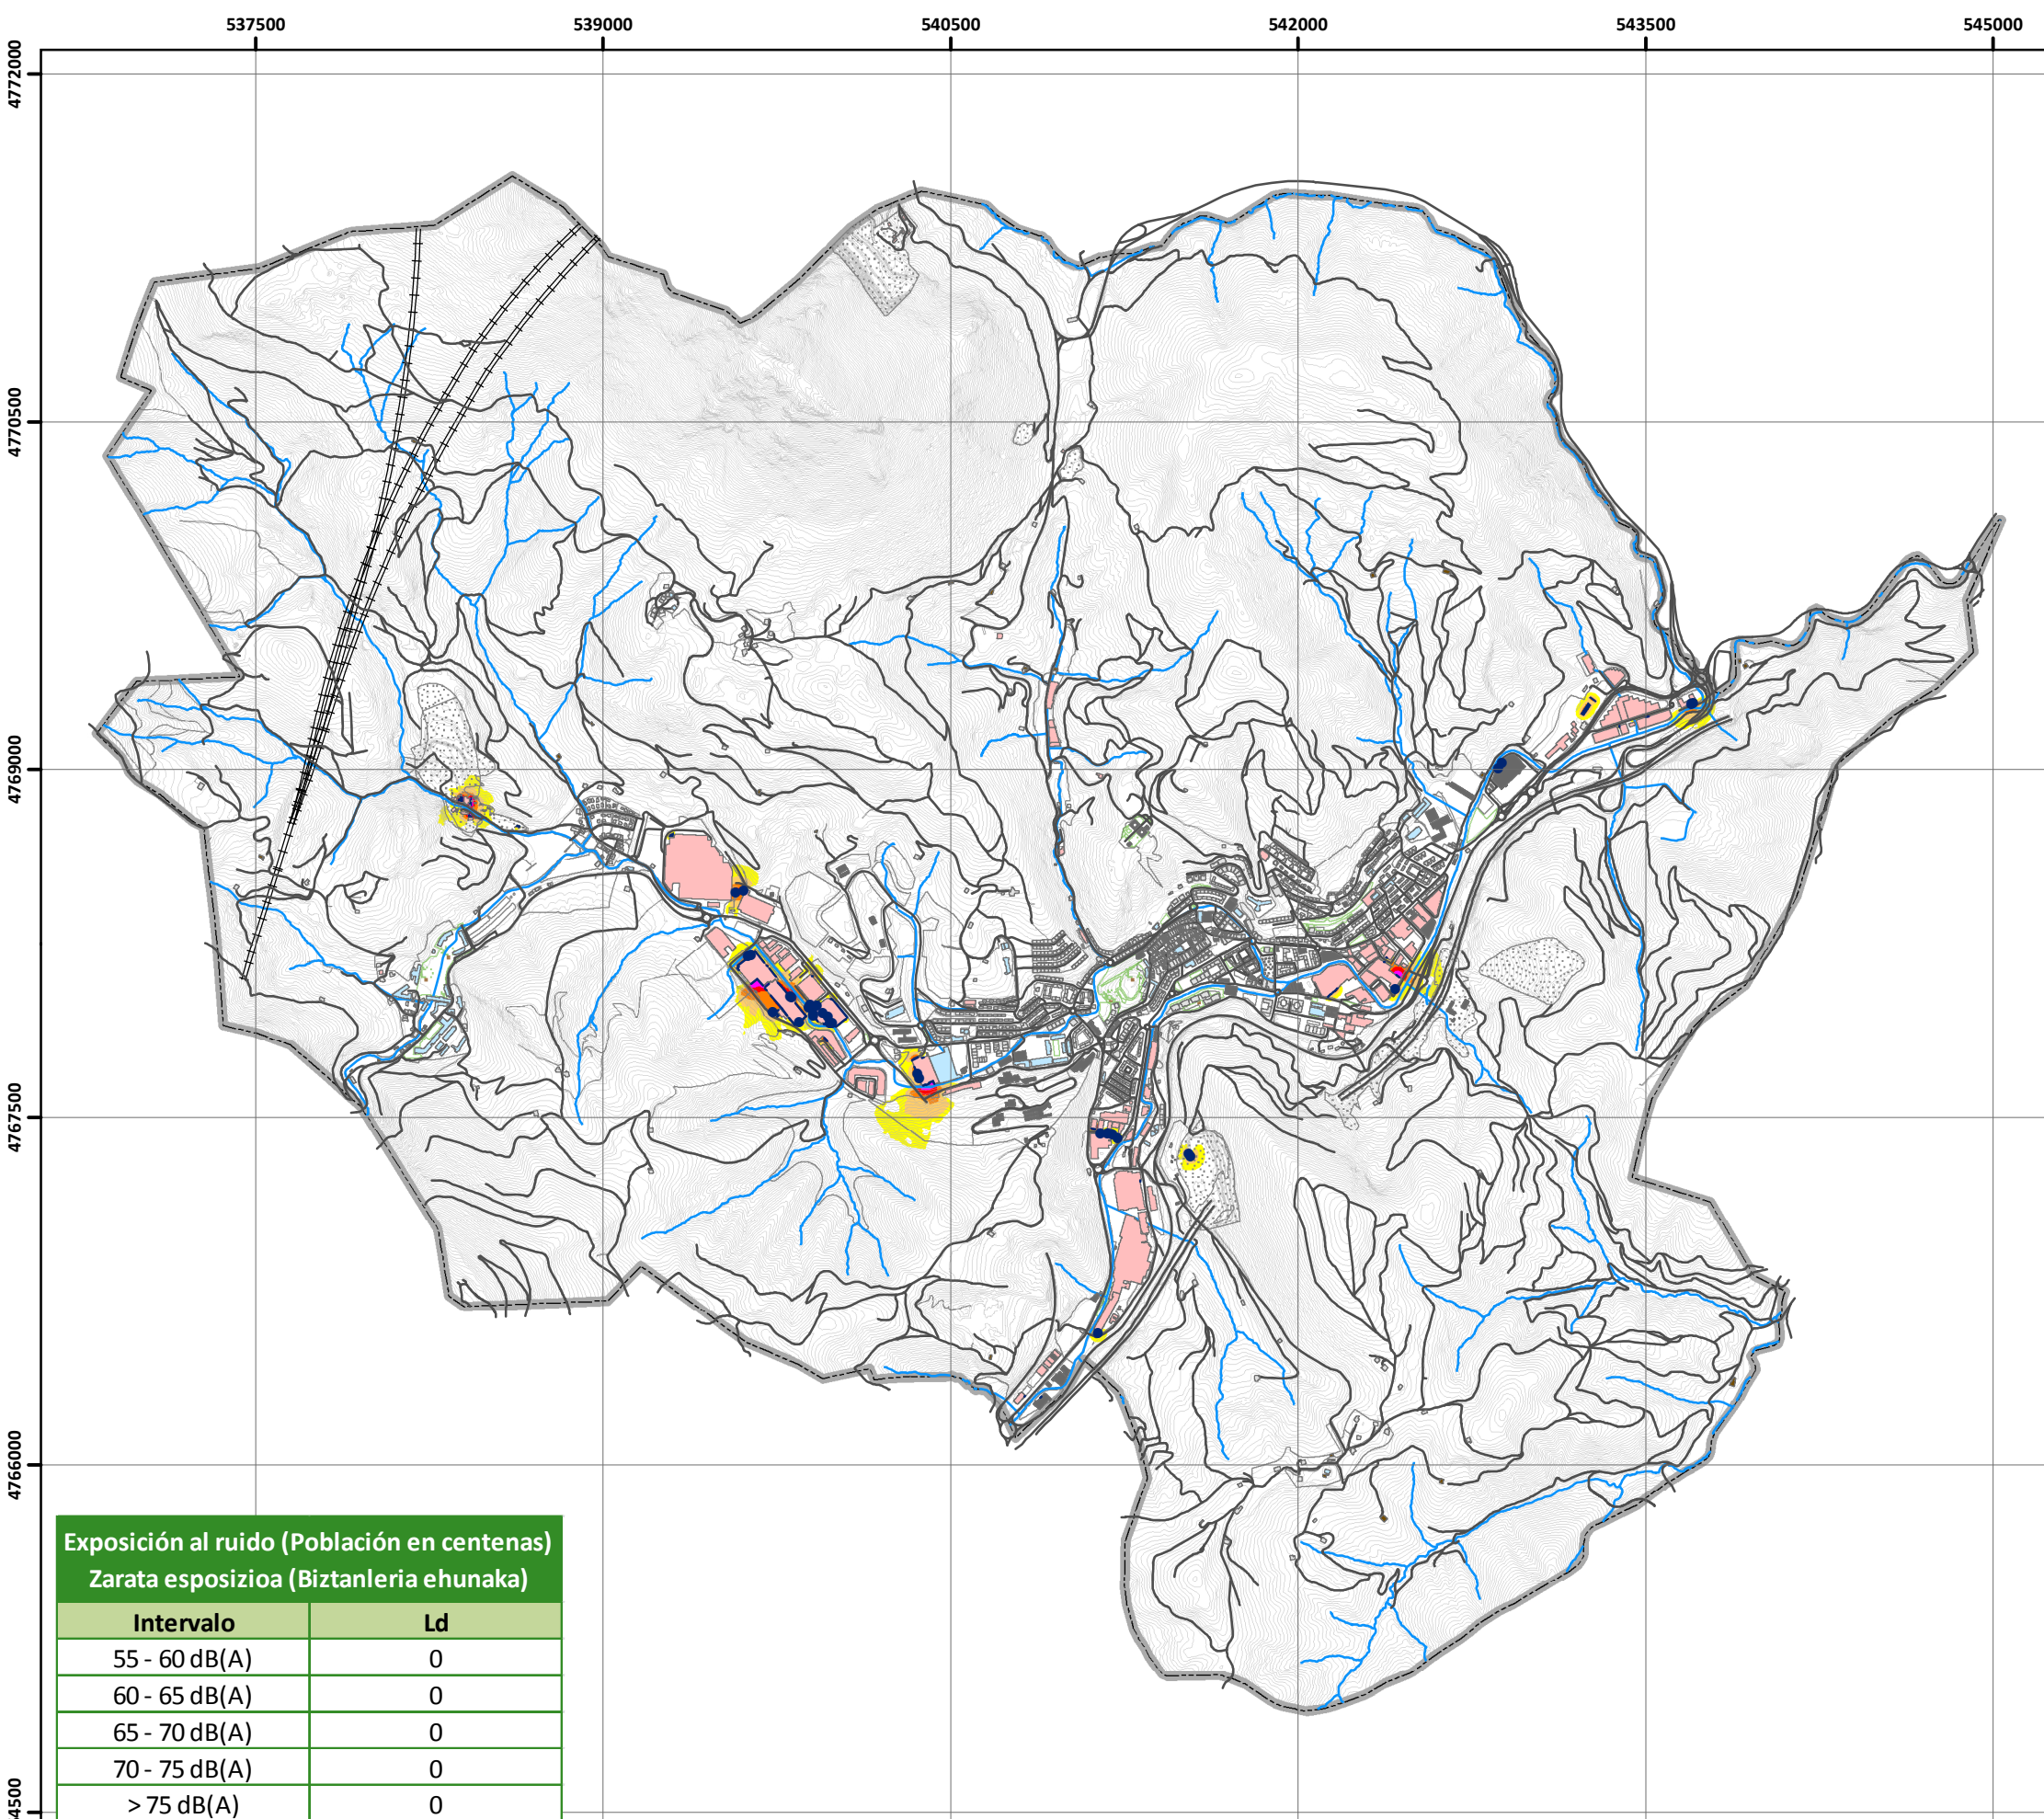 537500 539000 540500 542000 543500 545000
4772000
4770500
4769000
4767500
4766000
Exposición al ruido (Población en centenas)
Zarata esposizioa (Biztanleria ehunaka)
Intervalo Ld
55 - 60 dB(A) 0
60 - 65 dB(A) 0
65 - 70 dB(A) 0
70 - 75 dB(A) 0
> 75 dB(A) 0
4500